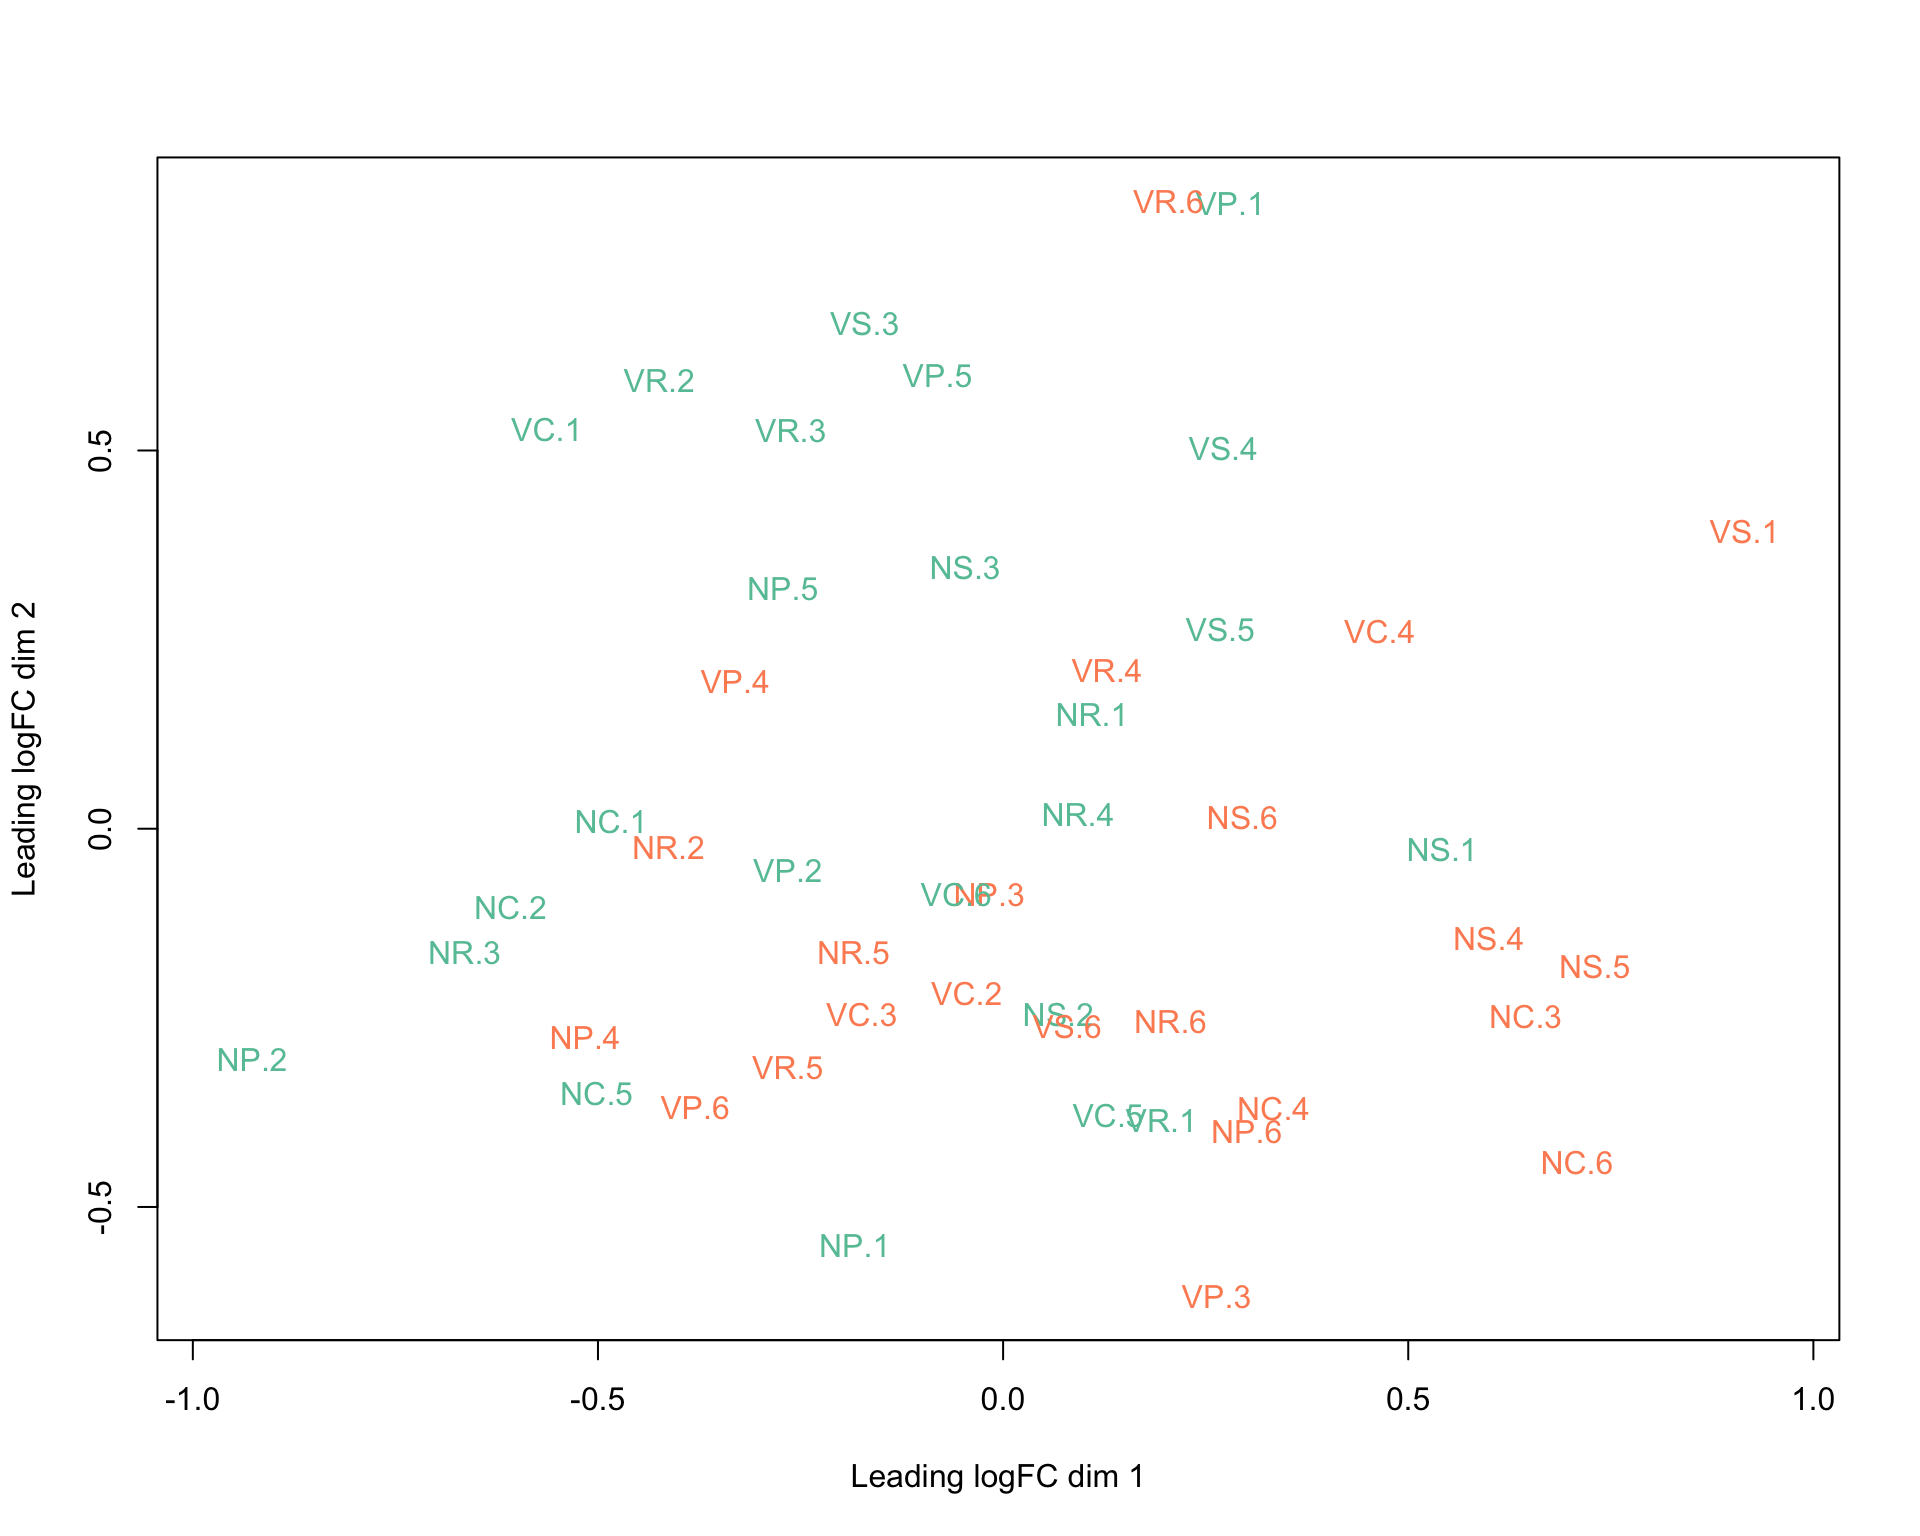 VR.6 VP.1
VS.3
VR.2 VP.5
VC.1 VR.3
VS.4
VS.1
NS.3
NP.5
VS.5 VC.4
VR.4
VP.4
NR.1
NC.1 NR.4 NS.6
NR.2 NS.1
VP.2
VC.6 NP.3
NC.2
NR.3 NR.5 NS.4
NS.5
VC.2
VC.3 NS.2 NC.3
VS.6 NR.6
NP.4
NP.2 VR.5
NC.5
VP.6 VC.5 VR.1 NC.4
NP.6
NC.6
NP.1
VP.3
0.5
0.0
-0.5
Leading logFC dim 2
-1.0 -0.5 0.0 0.5 1.0
Leading logFC dim 1